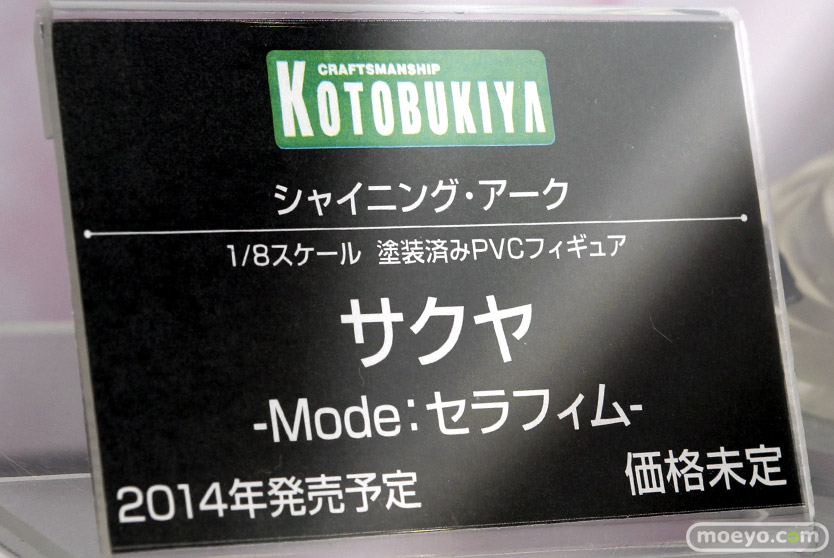 CRAFTSMANSHIP
KOTOBUKIYA
シャイニング・アーク
1/8スケール 塗装済みPVCフィギュア
サクヤ
-Mode:セラフィム-
2014年発売予定 価格未定
moeyo.com